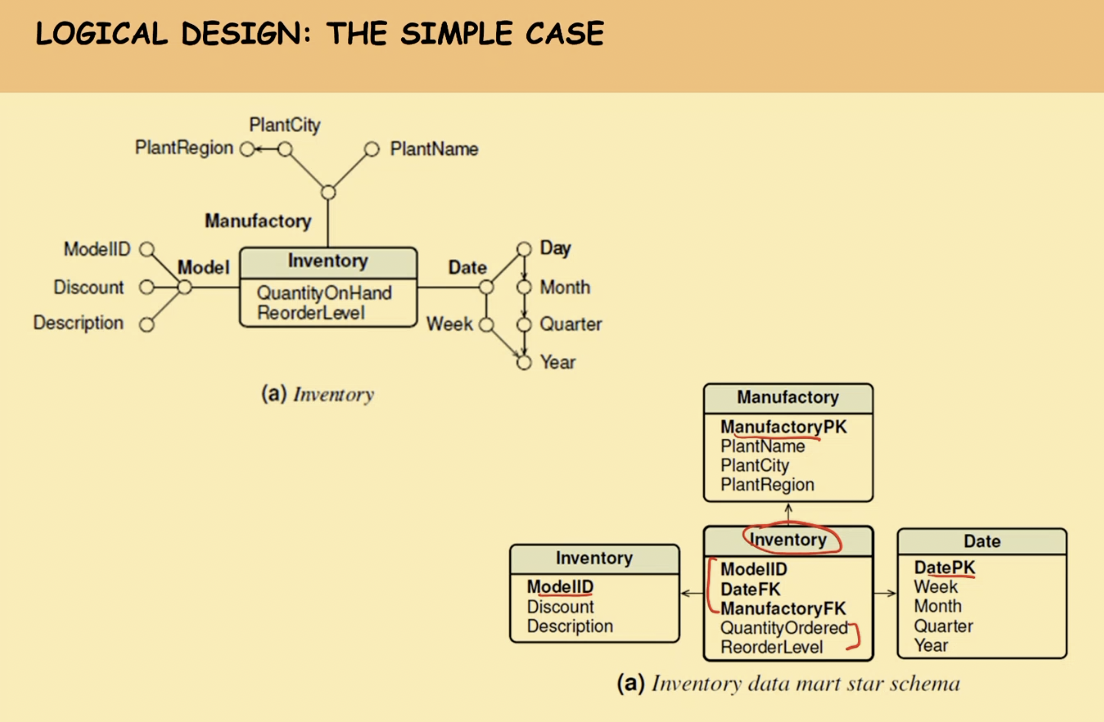 LOGICAL DESIGN: THE SIMPLE CASE
PlantCity
PlantRegion
PlantName
Manufactory
ModelID
Model
Discount
Description
Inventory
QuantityOnHand
ReorderLevel
Date
Day
Month
Week
Quarter
Year
(a) Inventory
Manufactory
ManufactoryPK
PlantName
PlantCity
PlantRegion
Inventory
ModelID
Discount
Description
Inventory
ModelID
DateFK
ManufactoryFK
QuantityOrdered
ReorderLevel
Date
DatePK
Week
Month
Quarter
Year
(a) Inventory data mart star schema